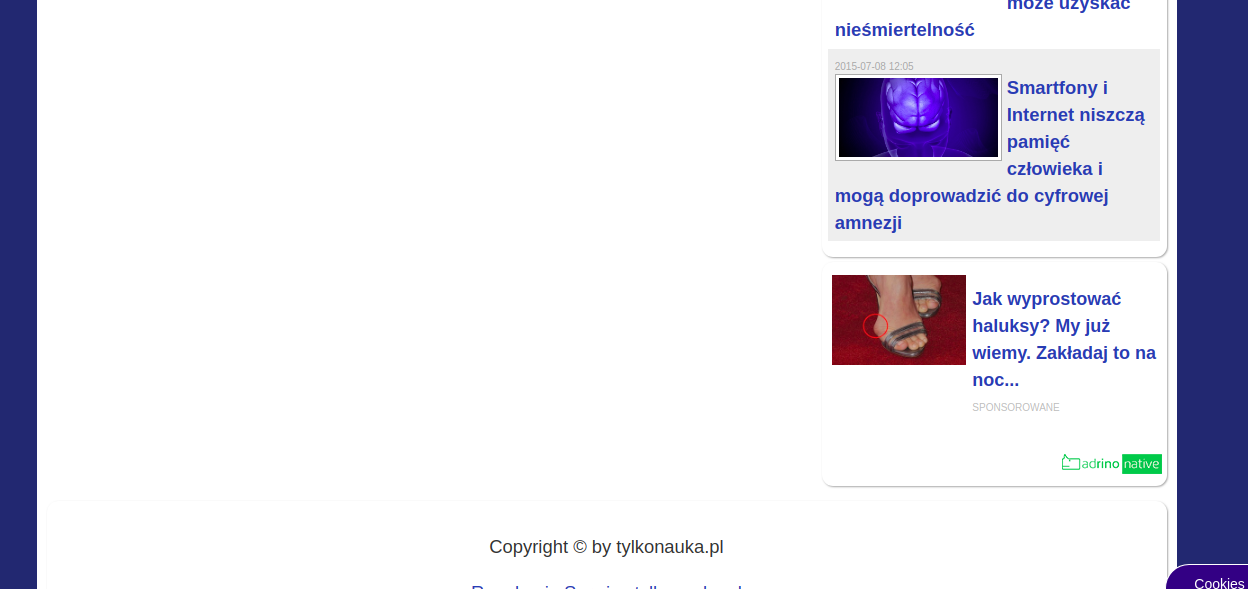 może uzyskać
nieśmiertelność
2015-07-08 12:05
Smartfony i
Internet niszczą
pamięć
człowieka i
mogą doprowadzić do cyfrowej
amnezji
Jak wyprostować
haluksy? My już
wiemy. Zakładaj to na
noc...
SPONSOROWANE
adrino native
Copyright © by tylkonauka.pl
Cookies